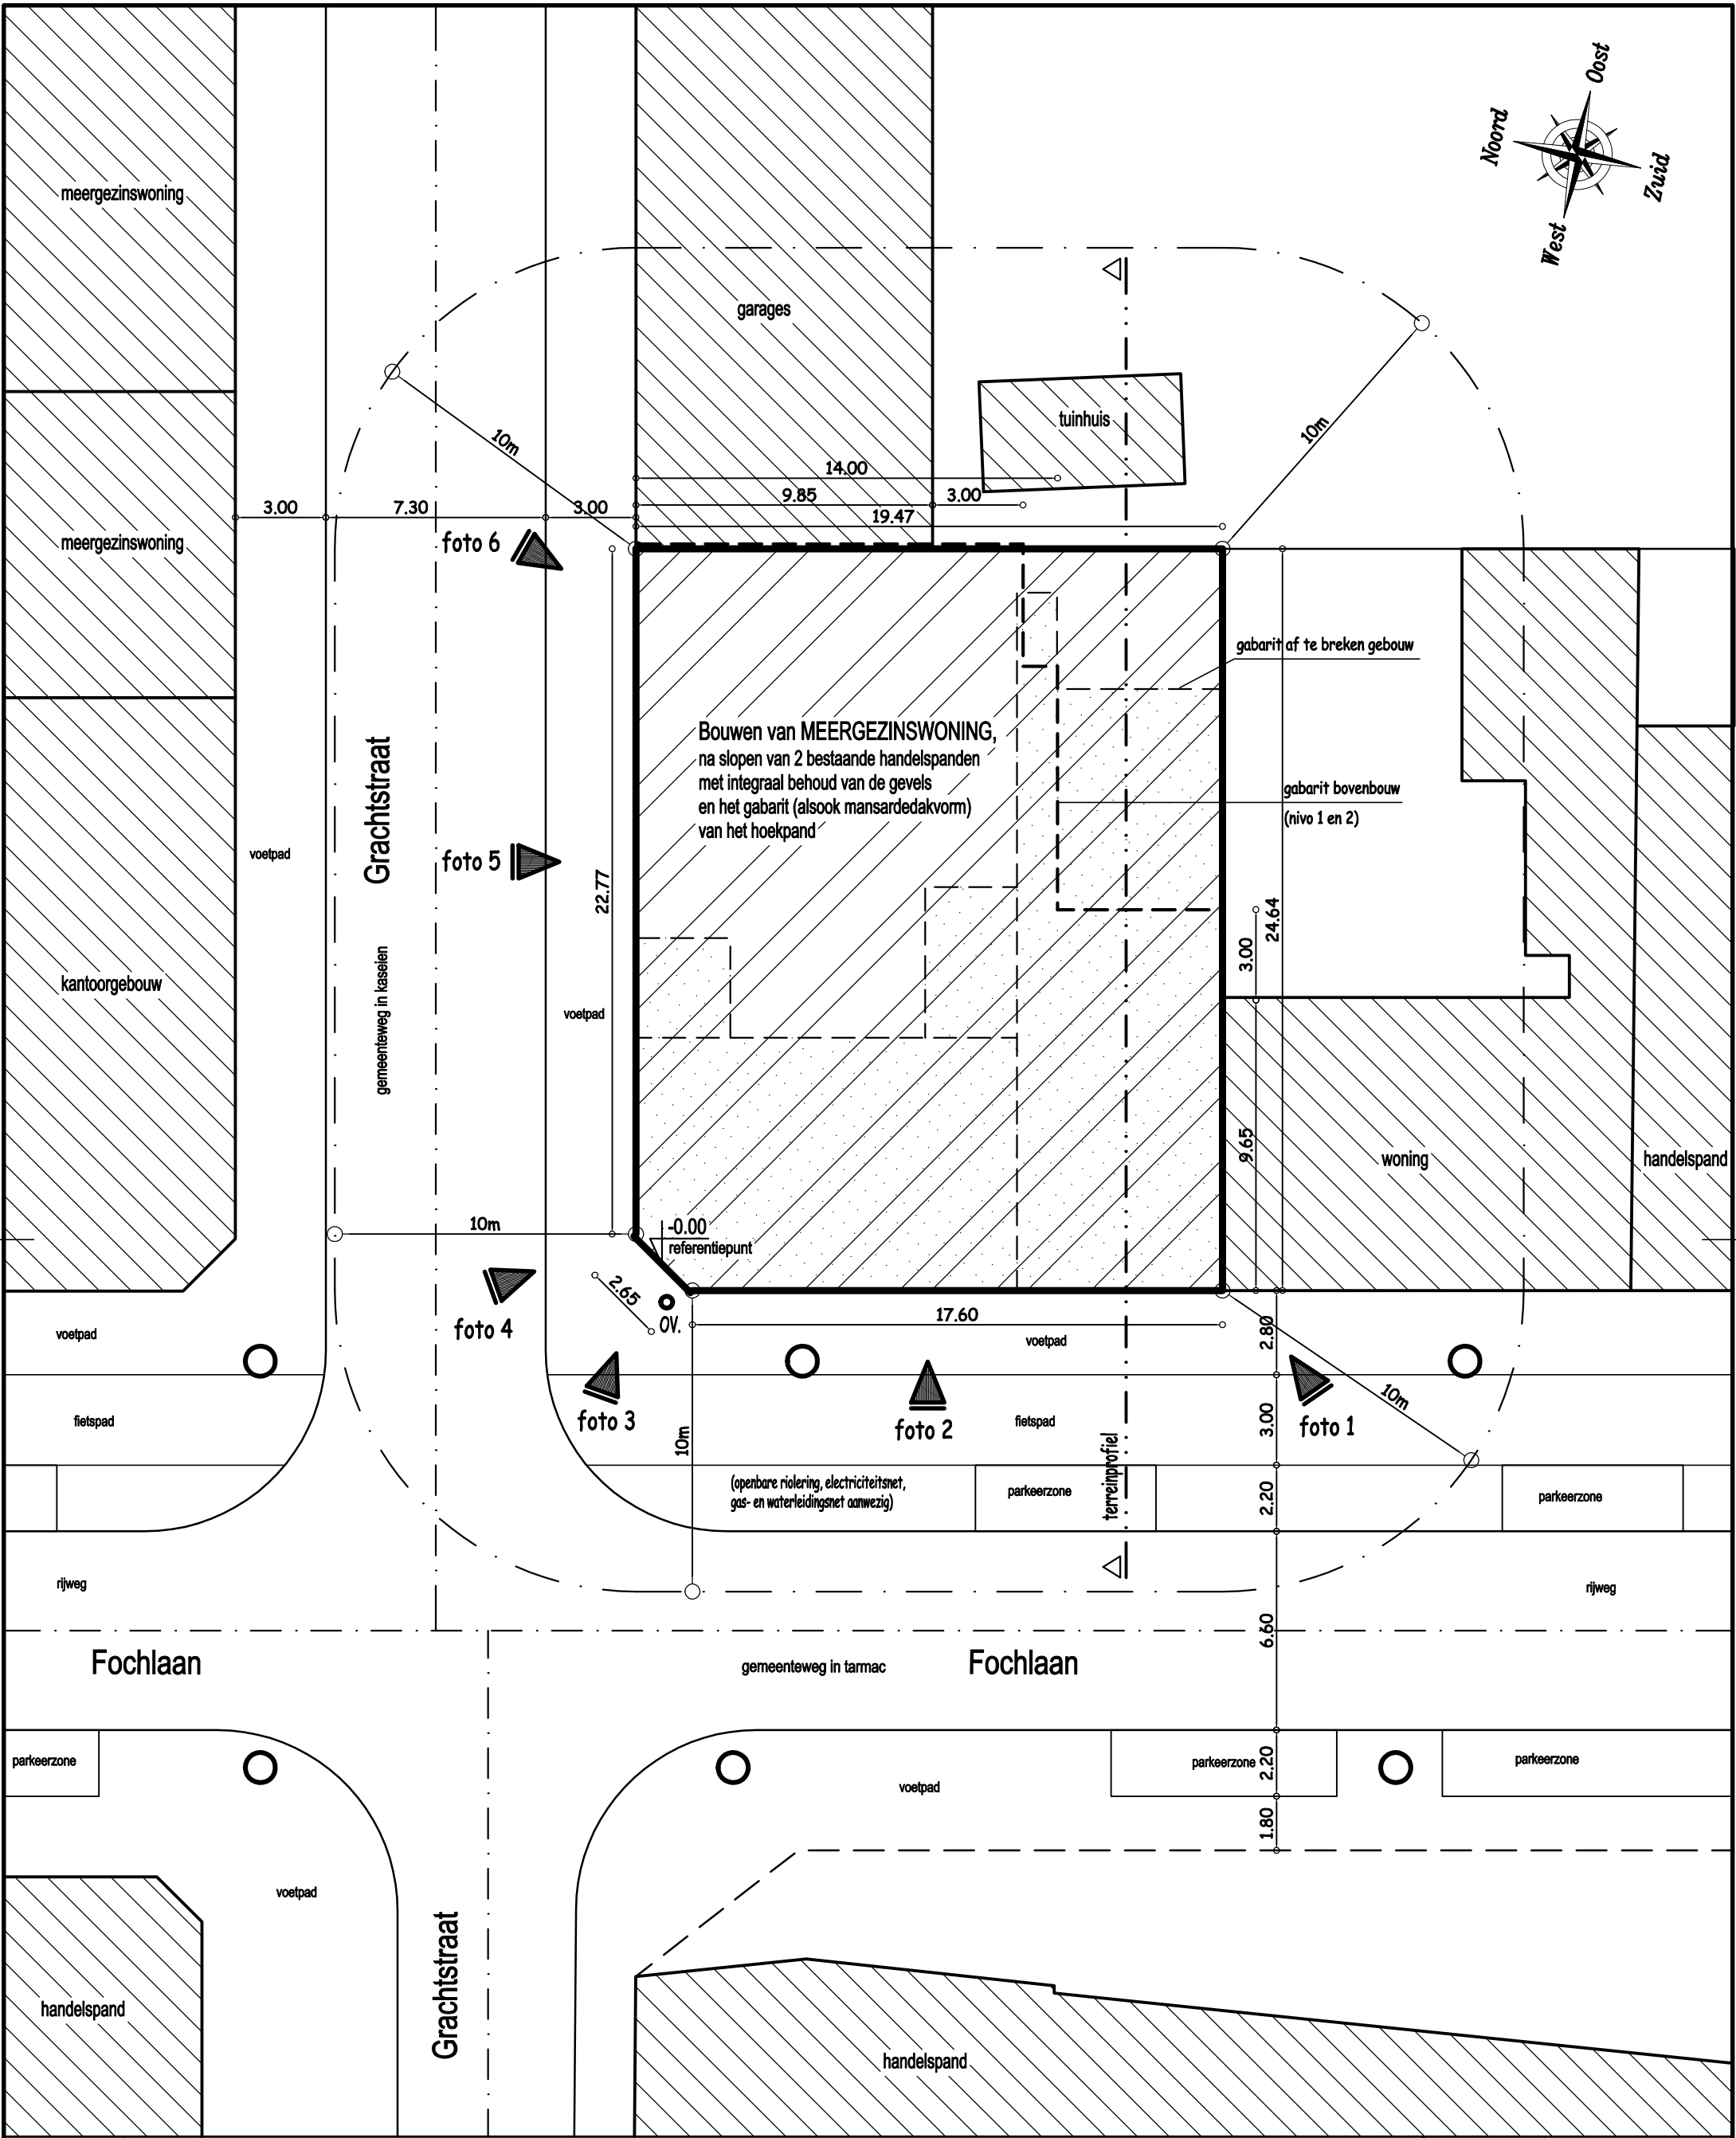 Oost
Noord
Zuid
West
meergezinswoning
garages
tuinhuis
10m
10m
14.00
9.85
3.00
19.47
3.00
7.30
3.00
foto 6
meergezinswoning
gabarit af te breken gebouw
Bouwen van MEERGEZINSWONING,
na slopen van 2 bestaande handelspanden
met integraal behoud van de gevels
en het gabarit (alsook mansardedakvorm)
van het hoekpand
gabarit bovenbouw
(nivo 1 en 2)
Grachtstraat
voetpad
foto 5
22.77
24.64
3.00
kantoorgebouw
gemeenteweg in kaseien
voetpad
9.65
woning
handelspand
10m
-0.00
referentiepunt
2.65
OV.
foto 4
17.60
voetpad
voetpad
2.80
fietspad
foto 3
foto 2
fietspad
3.00
foto 1
10m
10m
(openbare riolering, electriciteitsnet,
gas- en waterleidingsnet aanwezig)
parkeerzone
terreinprofiel
2.20
parkeerzone
rijweg
rijweg
6.60
Fochlaan
gemeenteweg in tarmac
Fochlaan
parkeerzone
voetpad
parkeerzone
2.20
parkeerzone
1.80
voetpad
Grachtstraat
handelspand
handelspand